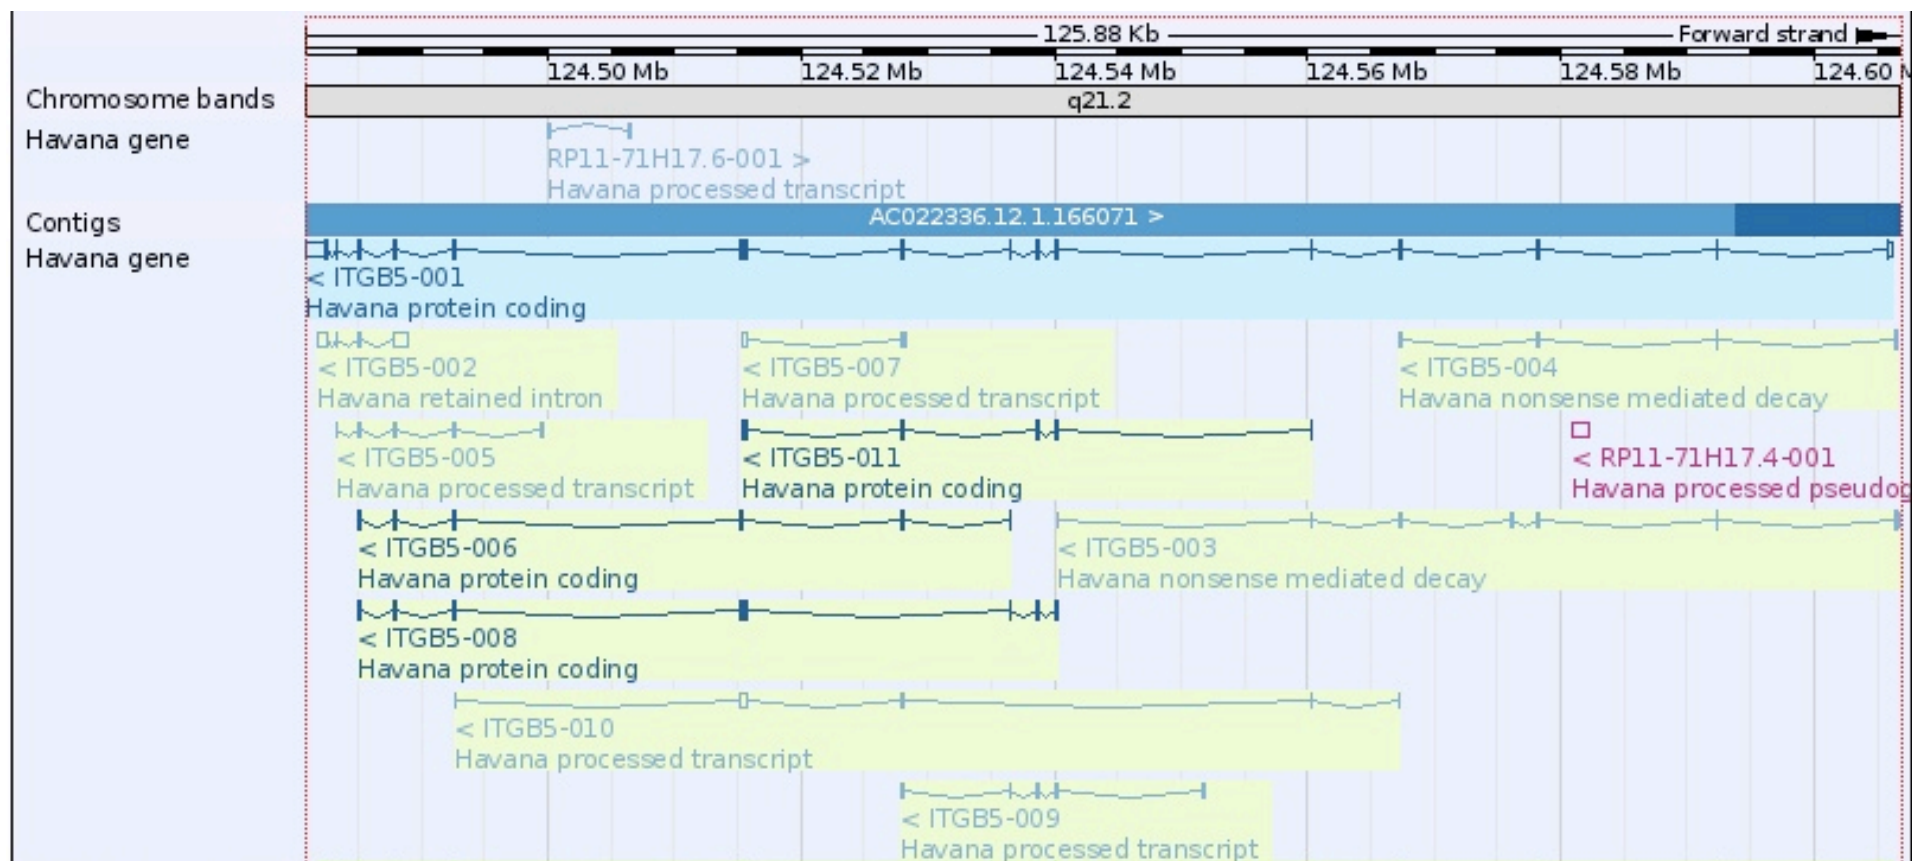 125.88 Kb Forward strand
124.50 Mb 124.52 Mb 124.54 Mb 124.56 Mb 124.58 Mb 124.60 M
Chromosome bands q21.2
Havana gene
RP11-71H17.6-001 >
Havana processed transcript
Contigs AC022336.12.1.166071 >
Havana gene
< ITGB5-001
Havana protein coding
< ITGB5-002 < ITGB5-007 < ITGB5-004
Havana retained intron Havana processed transcript Havana nonsense mediated decay
< ITGB5-005 < ITGB5-011 < RP11-71H17.4-001
Havana processed transcript Havana protein coding Havana processed pseudog
< ITGB5-006 < ITGB5-003
Havana protein coding Havana nonsense mediated decay
< ITGB5-008
Havana protein coding
< ITGB5-010
Havana processed transcript
< ITGB5-009
Havana processed transcript